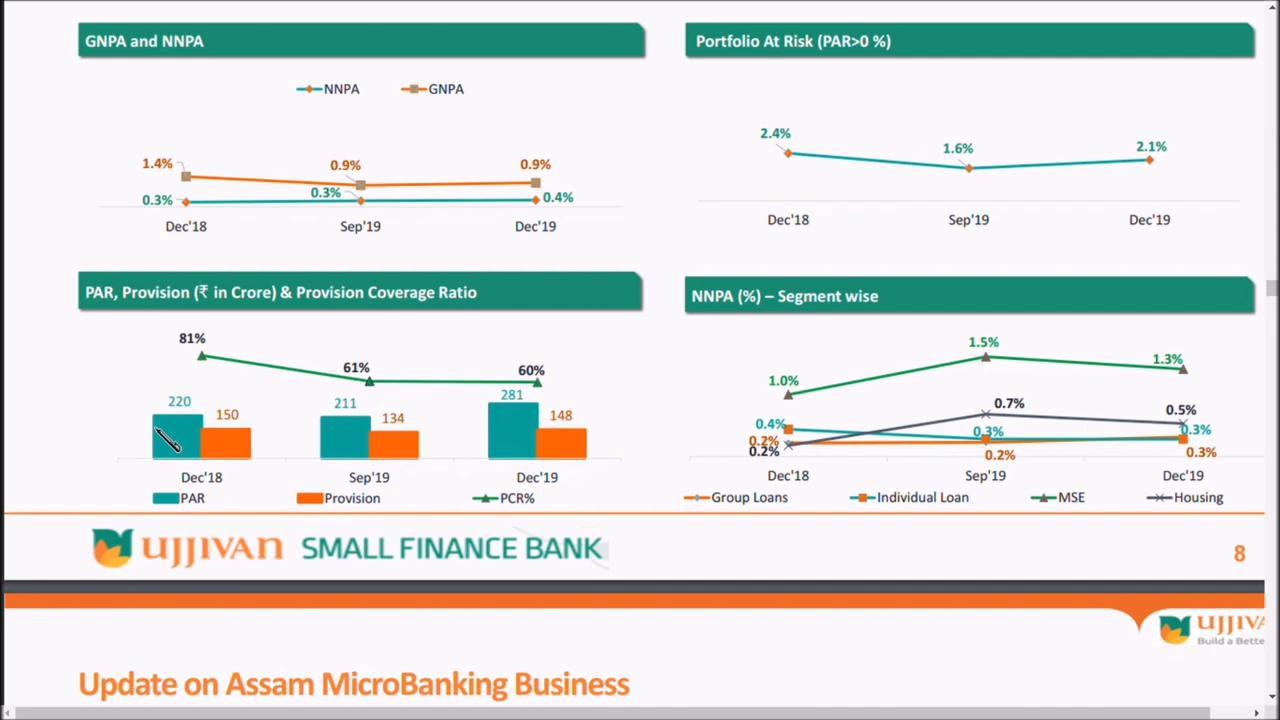 GNPA and NNPA
NNPA GNPA
1.4% 0.9% 0.9%
0.3% 0.3% 0.4%
Dec'18 Sep'19 Dec'19
Portfolio At Risk (PAR>0 %)
2.4% 1.6% 2.1%
Dec'18 Sep'19 Dec'19
PAR, Provision (₹ in Crore) & Provision Coverage Ratio
81% 61% 60%
220 150 211 134 281 148
Dec'18 Sep'19 Dec'19
PAR Provision PCR%
NNPA (%) – Segment wise
1.0% 1.5% 1.3%
0.7% 0.5%
0.4% 0.3% 0.3%
0.2% 0.2% 0.3%
0.2%
Dec'18 Sep'19 Dec'19
Group Loans Individual Loan MSE Housing
UJJIVAN SMALL FINANCE BANK
8
UJJIVA
Build a Bette
Update on Assam MicroBanking Business